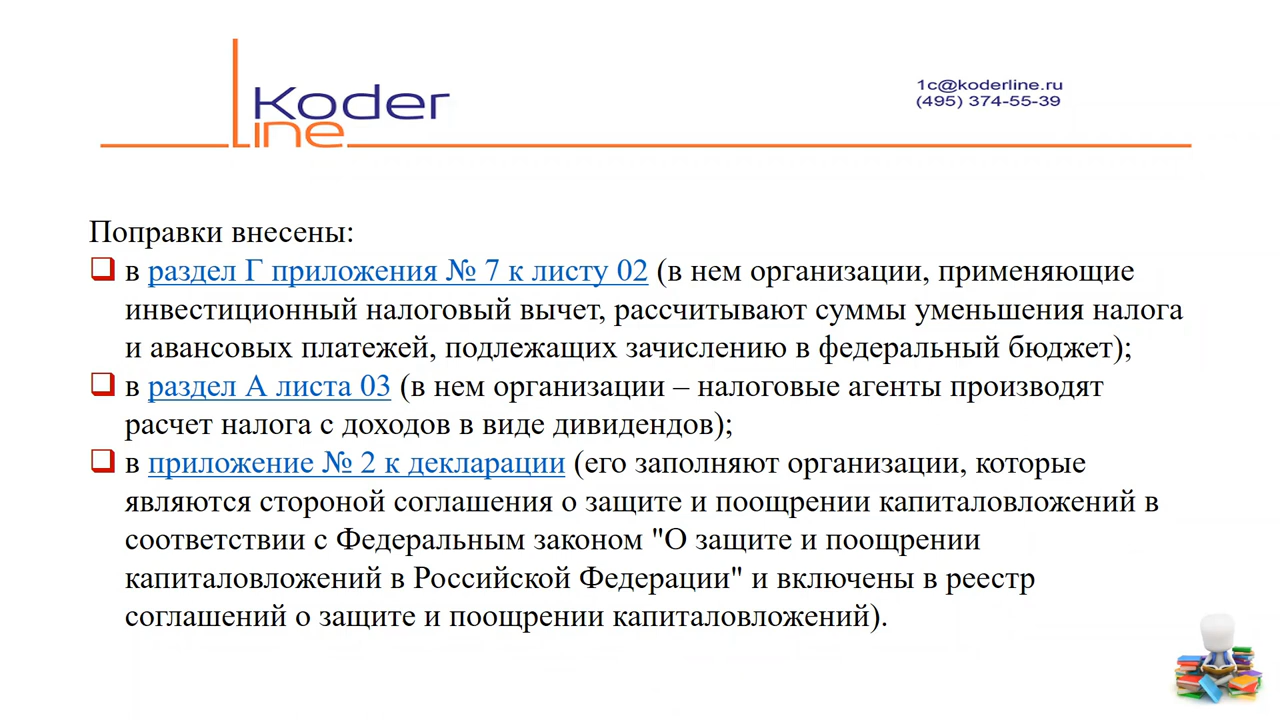 Koder
Line
1c@koderline.ru
(495) 374-55-39
Поправки внесены:
в раздел Г приложения № 7 к листу 02 (в нем организации, применяющие
инвестиционный налоговый вычет, рассчитывают суммы уменьшения налога
и авансовых платежей, подлежащих зачислению в федеральный бюджет);
в раздел А листа 03 (в нем организации – налоговые агенты производят
расчет налога с доходов в виде дивидендов);
в приложение № 2 к декларации (его заполняют организации, которые
являются стороной соглашения о защите и поощрении капиталовложений в
соответствии с Федеральным законом "О защите и поощрении
капиталовложений в Российской Федерации" и включены в реестр
соглашений о защите и поощрении капиталовложений).